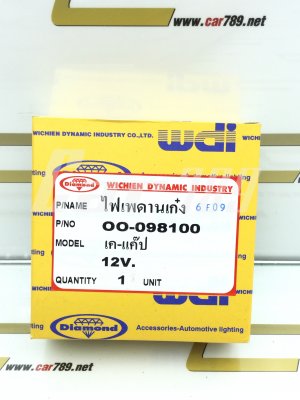 www.car789.net
WICHIEN DYNAMIC INDUSTRY CO.,LTD.
wdi
Diamond
WICHIEN DYNAMIC INDUSTRY
P/NAME ไฟเพดานเก๋ง 6F09
P/NO OO-098100
MODEL เค-แค๊ป
12V.
QUANTITY 1 UNIT
Diamond
Accessories-Automotive lighting
www.car789.net